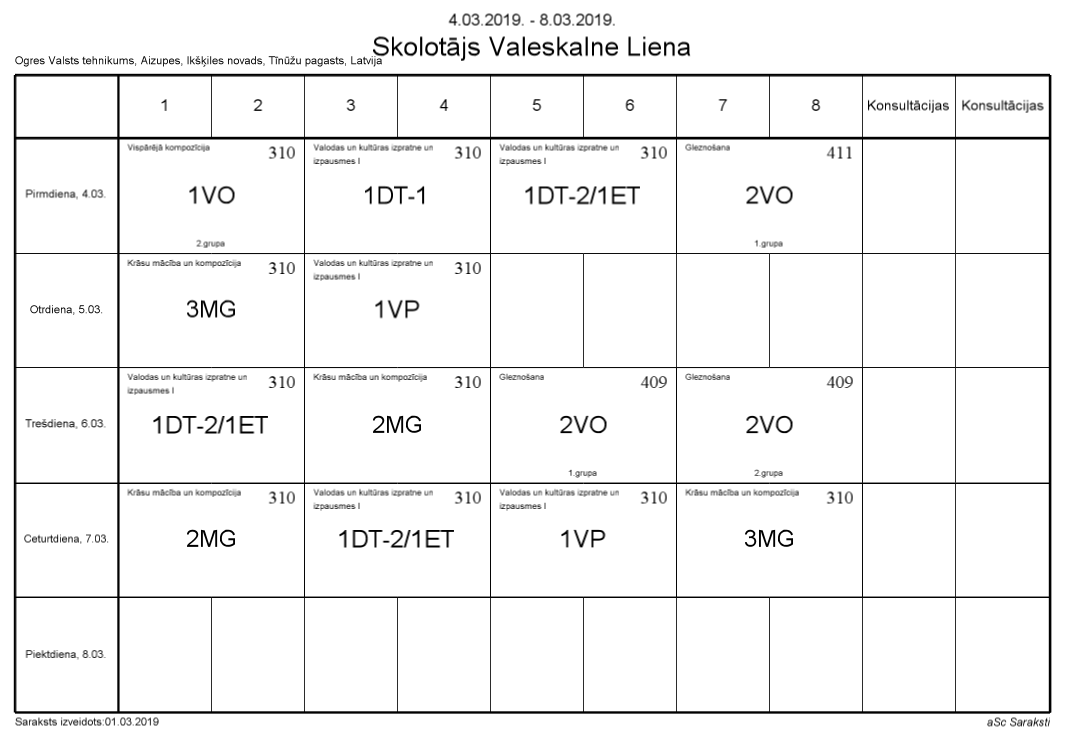 4.03.2019. - 8.03.2019.
Skolotājs Valeskalne Liena
Ogres Valsts tehnikums, Aizupes, Ikšķiles novads, Tīnūžu pagasts, Latvija
1 2 3 4 5 6 7 8 Konsultācijas Konsultācijas
Pirmdiena, 4.03.
Vispārējā kompozīcija 310
1VO
2.grupa
Valodas un kultūras izpratne un 310
izpausmes I
1DT-1
Valodas un kultūras izpratne un 310
izpausmes I
1DT-2/1ET
Gleznošana 411
2VO
1.grupa
Otrdiena, 5.03.
Krāsu mācība un kompozīcija 310
3MG
Valodas un kultūras izpratne un 310
izpausmes I
1VP
Trešdiena, 6.03.
Valodas un kultūras izpratne un 310
izpausmes I
1DT-2/1ET
Krāsu mācība un kompozīcija 310
2MG
Gleznošana 409
2VO
1.grupa
Gleznošana 409
2VO
2.grupa
Ceturtdiena, 7.03.
Krāsu mācība un kompozīcija 310
2MG
Valodas un kultūras izpratne un 310
izpausmes I
1DT-2/1ET
Valodas un kultūras izpratne un 310
izpausmes I
1VP
Krāsu mācība un kompozīcija 310
3MG
Piektdiena, 8.03.
Saraksts izveidots:01.03.2019
aSc Saraksti